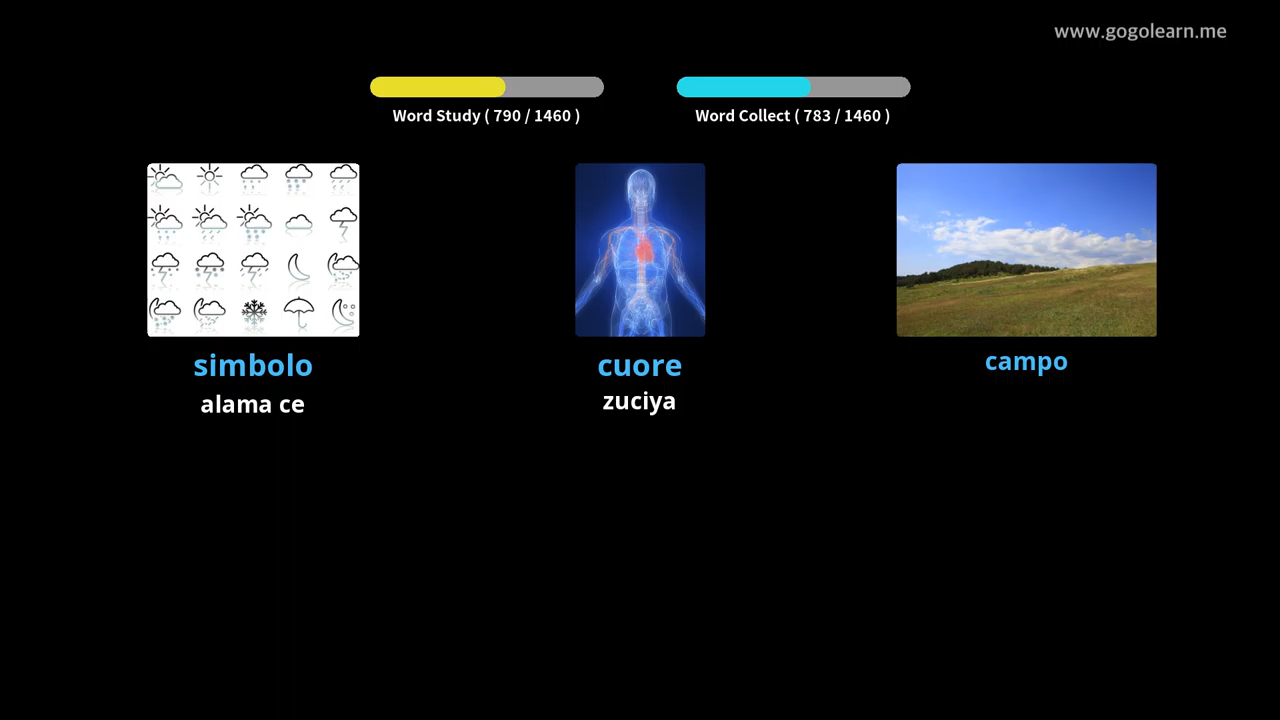 www.gogolearn.me
Word Study ( 790 / 1460 )
Word Collect ( 783 / 1460 )
simbolo
cuore
campo
alama ce
zuciya